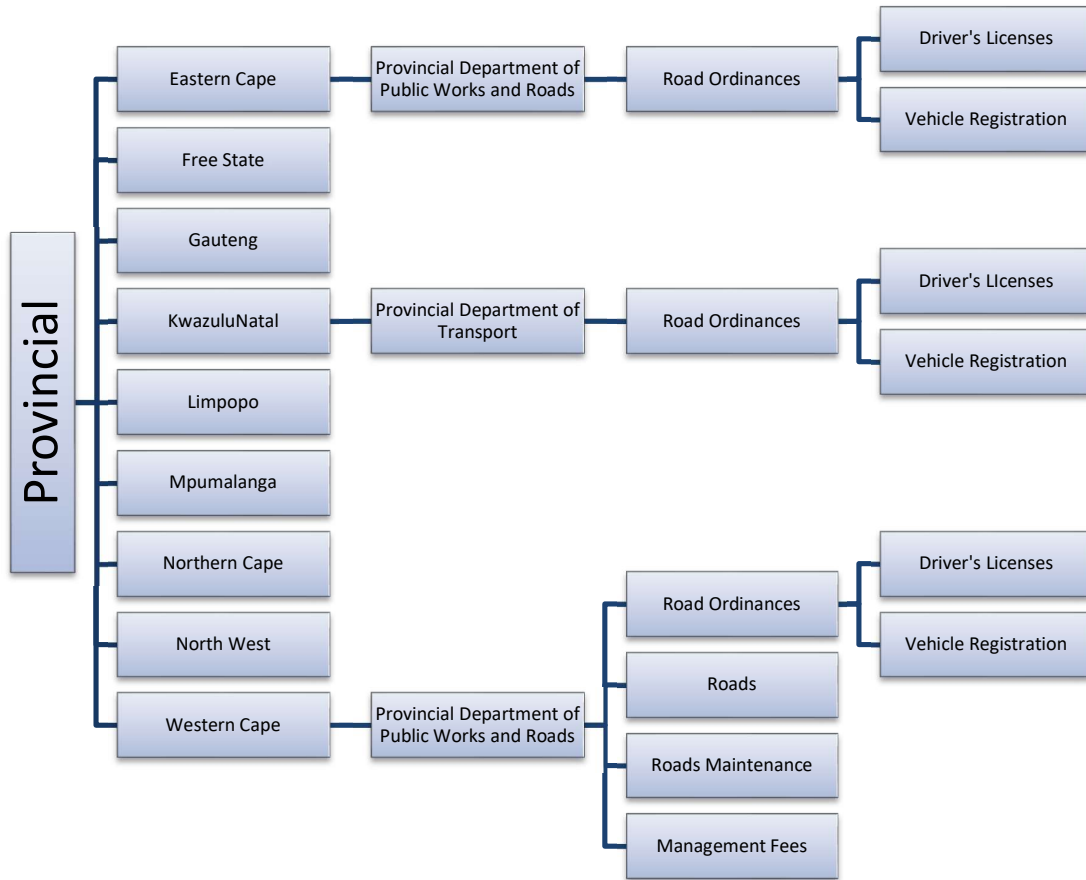 Provincial
Eastern Cape
Provincial Department of
Public Works and Roads
Road Ordinances
Driver's Licenses
Vehicle Registration
Free State
Gauteng
KwazuluNatal
Provincial Department of
Transport
Road Ordinances
Driver's LIcenses
Vehicle Registration
Limpopo
Mpumalanga
Northern Cape
North West
Western Cape
Provincial Department of
Public Works and Roads
Road Ordinances
Driver's Licenses
Vehicle Registration
Roads
Roads Maintenance
Management Fees